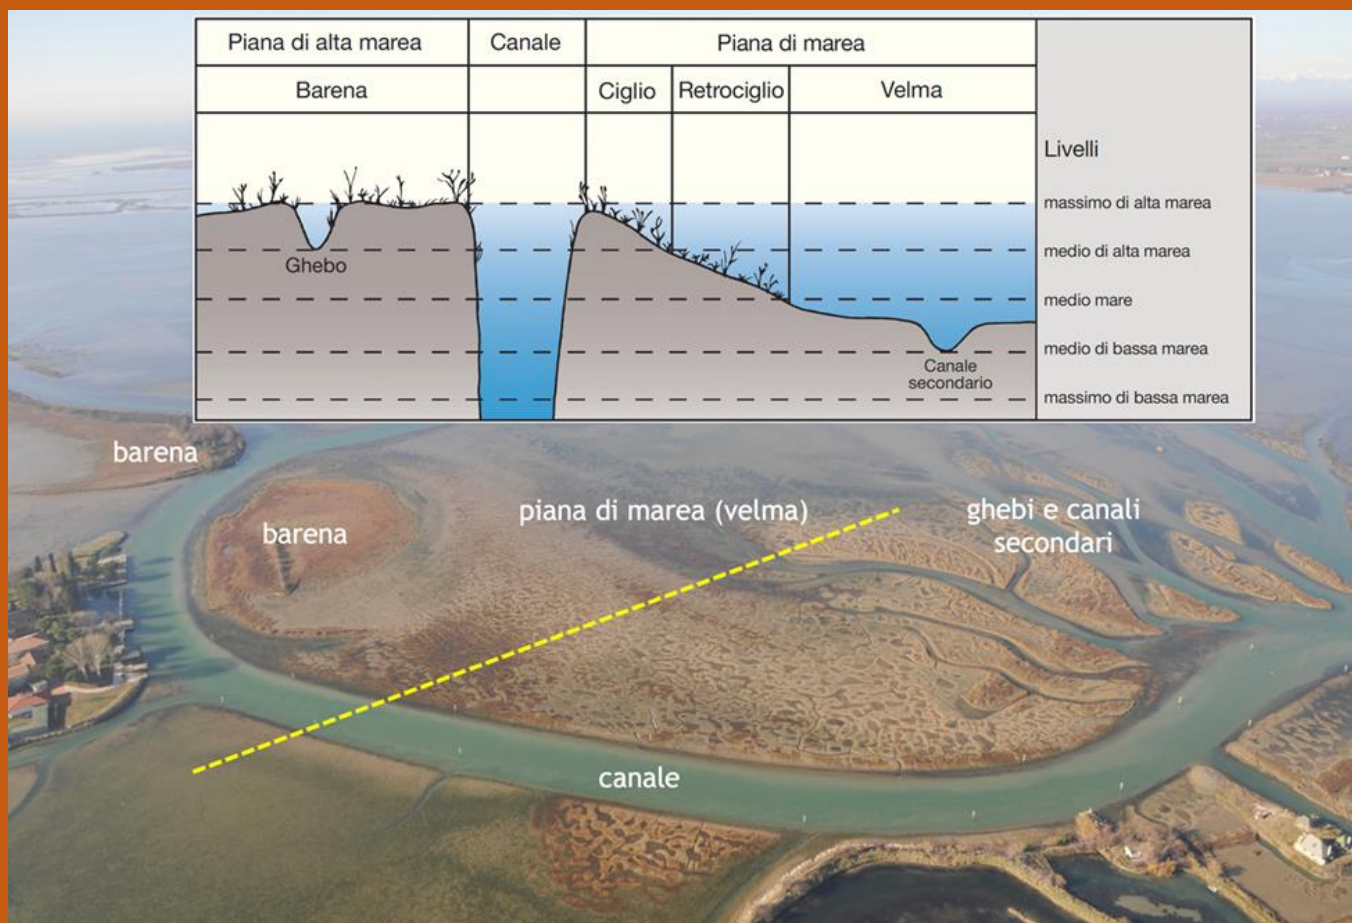 Piana di alta marea
Canale
Piana di marea
Barena
Ciglio
Retrociglio
Velma
Livelli
massimo di alta marea
medio di alta marea
Ghebo
medio mare
medio di bassa marea
Canale
secondario
massimo di bassa marea
barena
barena
piana di marea (velma)
ghebi e canali
secondari
canale